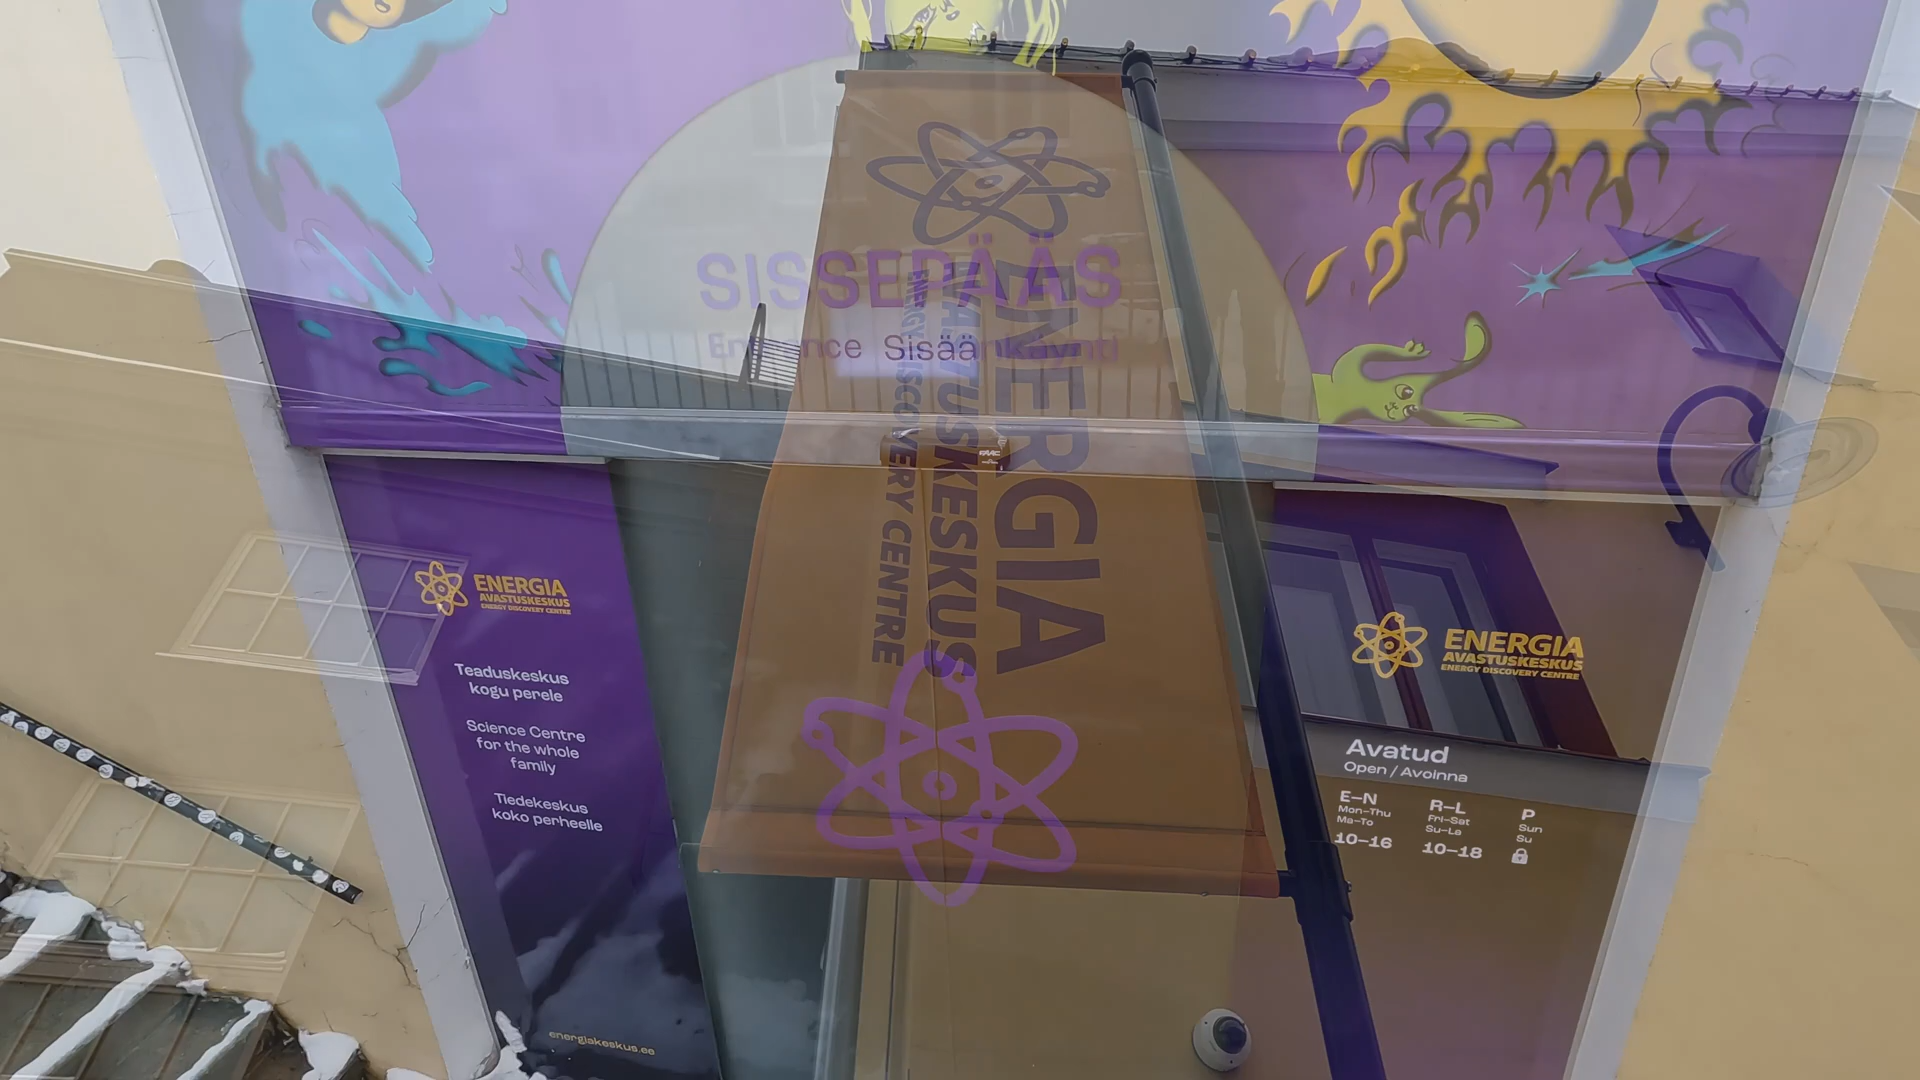 SISSEPÄÄS
Entrance Sisäänkäynti
ENERGIA
AVASTUSKESKUS
ENERGY DISCOVERY CENTRE
FAAC
ENERGIA
AVASTUSKESKUS
ENERGY DISCOVERY CENTRE
Teaduskeskus
kogu perele
Science Centre
for the whole
family
Tiedekeskus
koko perheelle
energiakeskus.ee
ENERGIA
AVASTUSKESKUS
ENERGY DISCOVERY CENTRE
Avatud
Open / Avoinna
E–N R–L P
Mon-Thu Fri-Sat Sun
Ma-To Su-La Su
10-16 10-18